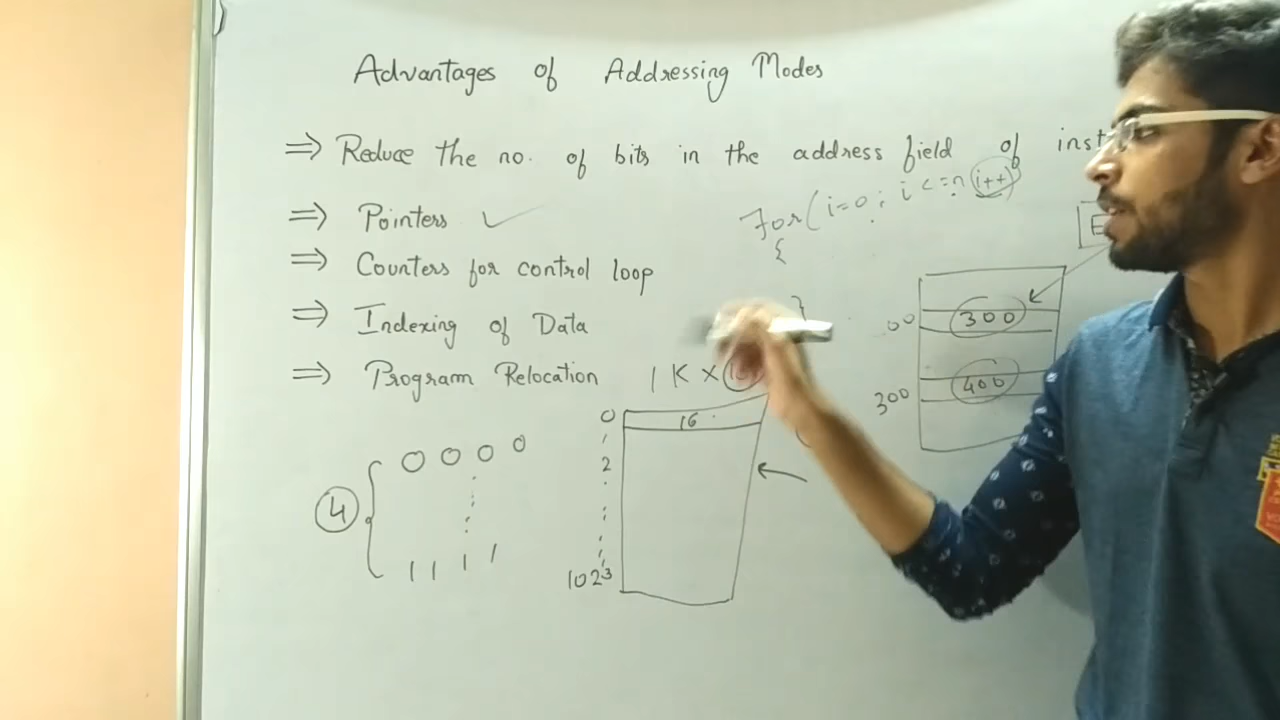 Advantages of Addressing Modes
⇒ Reduce the no. of bits in the address field of inst
for(i=0; i<=n i++)
⇒ Pointers ✓
{
E
⇒ Counters for control loop
}
⇒ Indexing of Data
00 300
⇒ Program Relocation
1K ×
300 400
0 16
1
2
0 0 0 0
4
1 1 1 1
1023